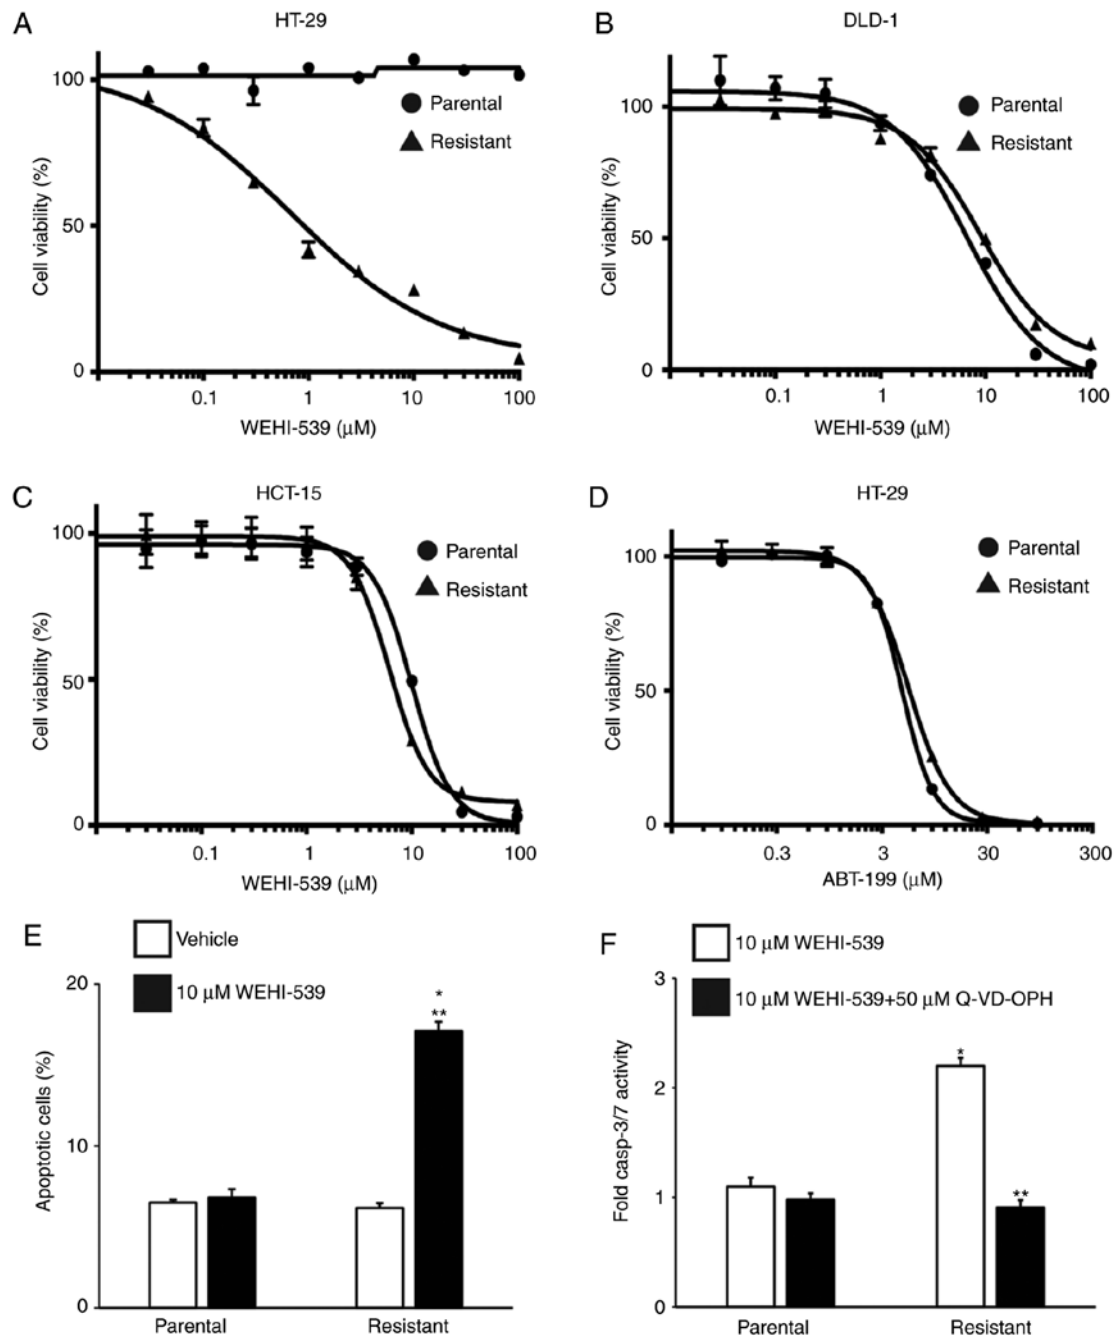 A
HT-29
100
50
0
Cell viability (%)
Parental
Resistant
0.1 1 10 100
WEHI-539 (μM)
B
DLD-1
100
50
0
Cell viability (%)
Parental
Resistant
0.1 1 10 100
WEHI-539 (μM)
C
HCT-15
100
50
0
Cell viability (%)
Parental
Resistant
0.1 1 10 100
WEHI-539 (μM)
D
HT-29
100
50
0
Cell viability (%)
Parental
Resistant
0.3 3 30 300
ABT-199 (μM)
E
Vehicle
10 μM WEHI-539
20
10
0
Apoptotic cells (%)
*
**
Parental Resistant
F
10 μM WEHI-539
10 μM WEHI-539+50 μM Q-VD-OPH
3
2
1
0
Fold casp-3/7 activity
*
**
Parental Resistant